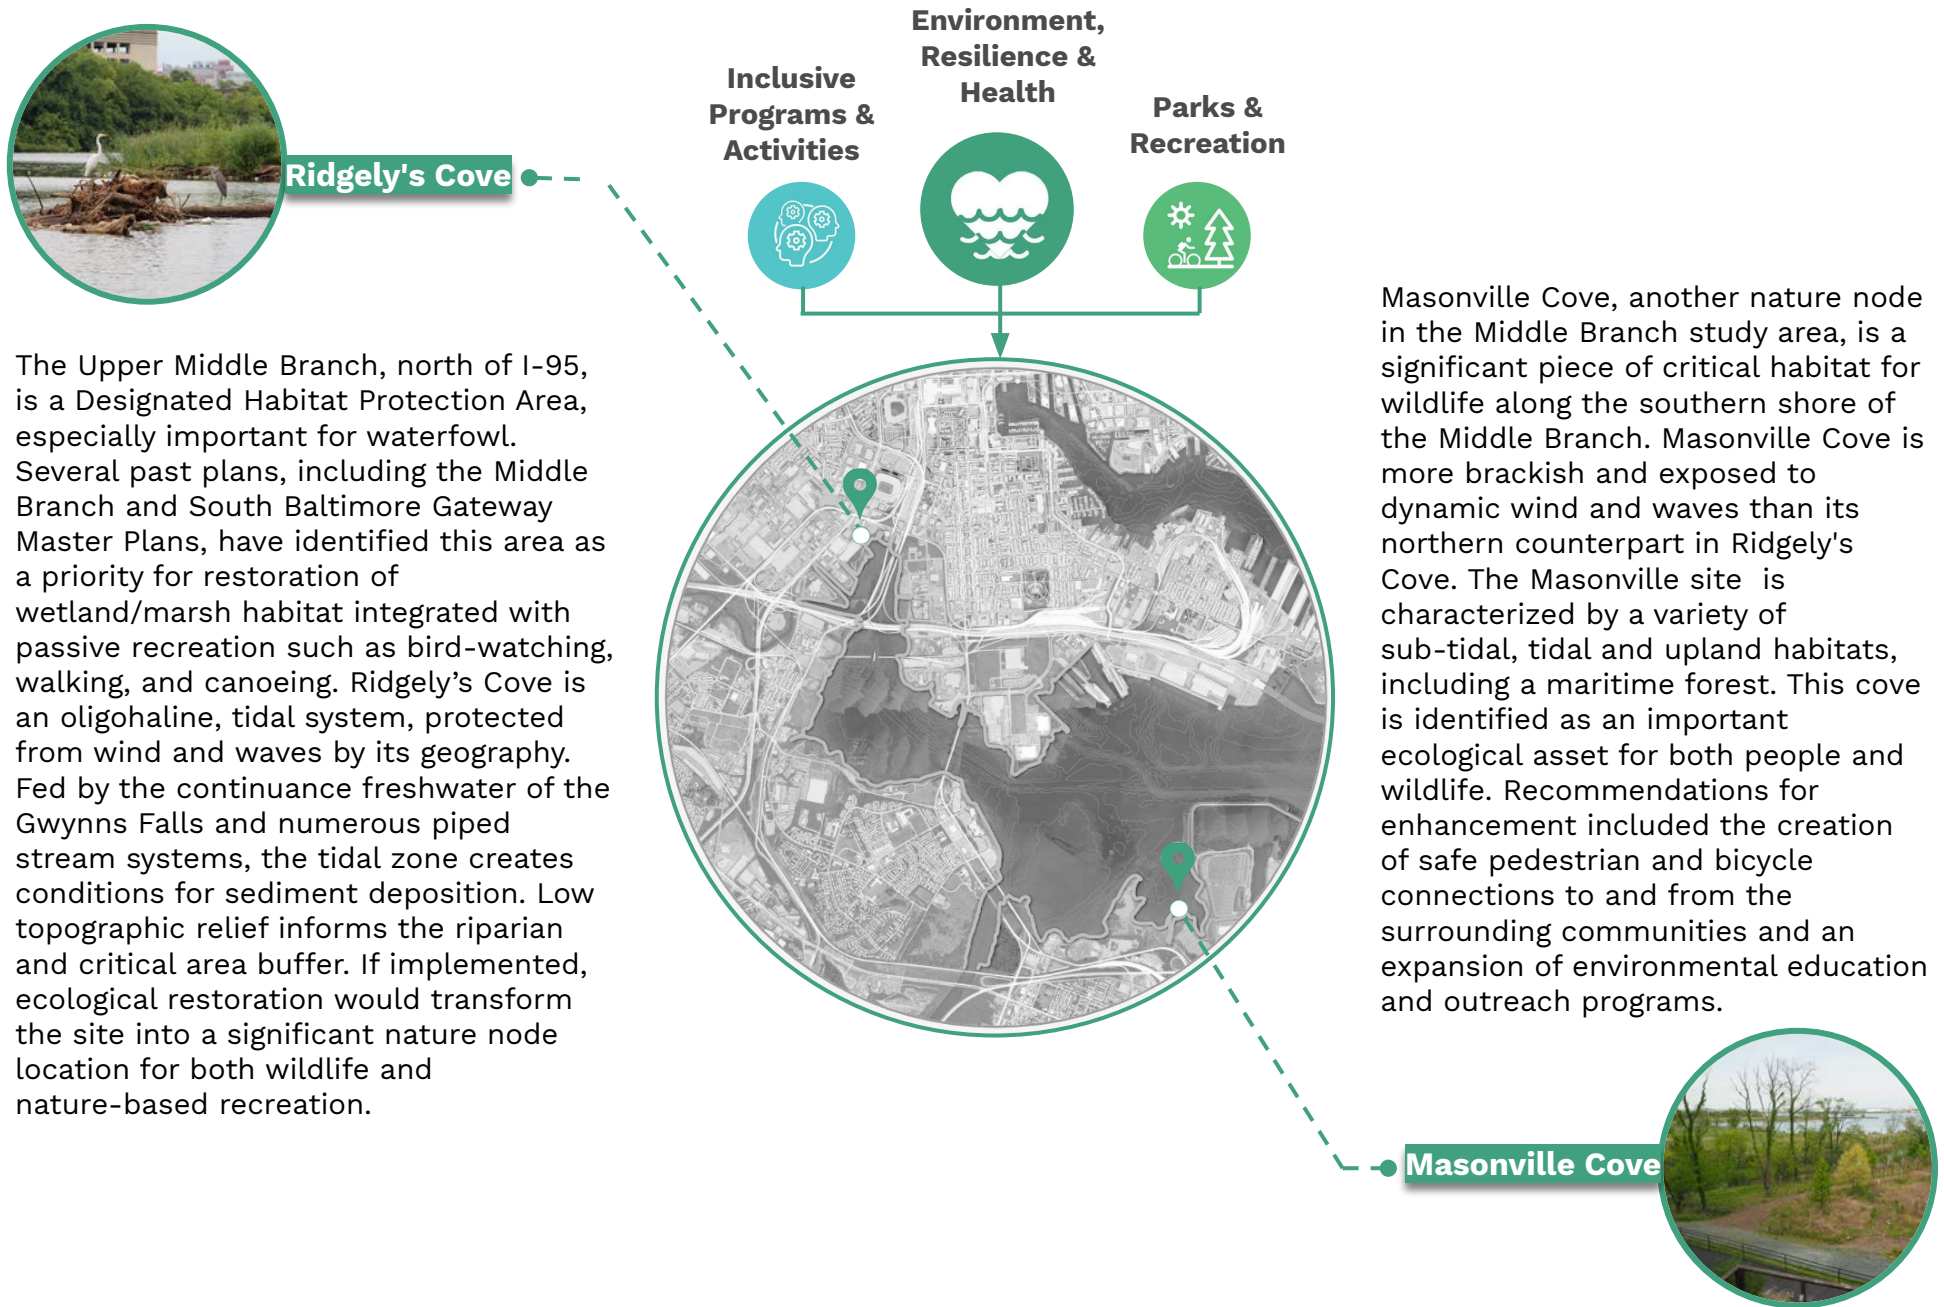 Environment,
Resilience &
Health
Inclusive
Programs &
Activities
Parks &
Recreation
Ridgely's Cove
The Upper Middle Branch, north of I-95,
is a Designated Habitat Protection Area,
especially important for waterfowl.
Several past plans, including the Middle
Branch and South Baltimore Gateway
Master Plans, have identified this area as
a priority for restoration of
wetland/marsh habitat integrated with
passive recreation such as bird-watching,
walking, and canoeing. Ridgely’s Cove is
an oligohaline, tidal system, protected
from wind and waves by its geography.
Fed by the continuance freshwater of the
Gwynns Falls and numerous piped
stream systems, the tidal zone creates
conditions for sediment deposition. Low
topographic relief informs the riparian
and critical area buffer. If implemented,
ecological restoration would transform
the site into a significant nature node
location for both wildlife and
nature-based recreation.
Masonville Cove, another nature node
in the Middle Branch study area, is a
significant piece of critical habitat for
wildlife along the southern shore of
the Middle Branch. Masonville Cove is
more brackish and exposed to
dynamic wind and waves than its
northern counterpart in Ridgely's
Cove. The Masonville site  is
characterized by a variety of
sub-tidal, tidal and upland habitats,
including a maritime forest. This cove
is identified as an important
ecological asset for both people and
wildlife. Recommendations for
enhancement included the creation
of safe pedestrian and bicycle
connections to and from the
surrounding communities and an
expansion of environmental education
and outreach programs.
Masonville Cove